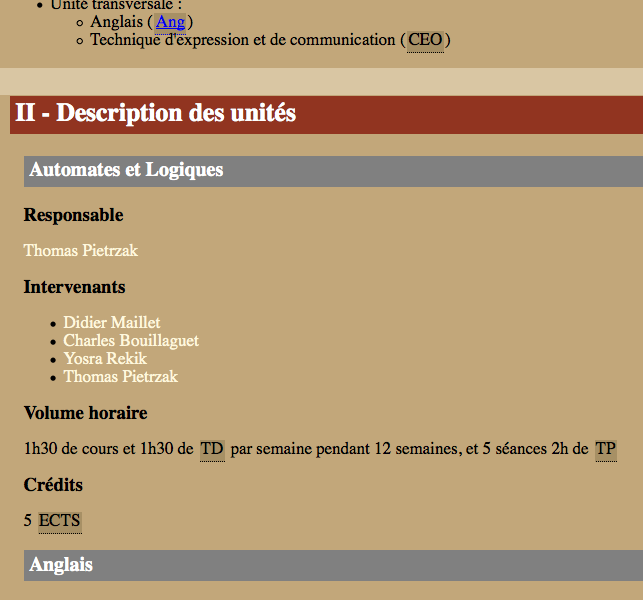 Unité transversale :
Anglais (Ang)
Technique d'expression et de communication (CEO)
II - Description des unités
Automates et Logiques
Responsable
Thomas Pietrzak
Intervenants
Didier Maillet
Charles Bouillaguet
Yosra Rekik
Thomas Pietrzak
Volume horaire
1h30 de cours et 1h30 de TD par semaine pendant 12 semaines, et 5 séances 2h de TP
Crédits
5 ECTS
Anglais